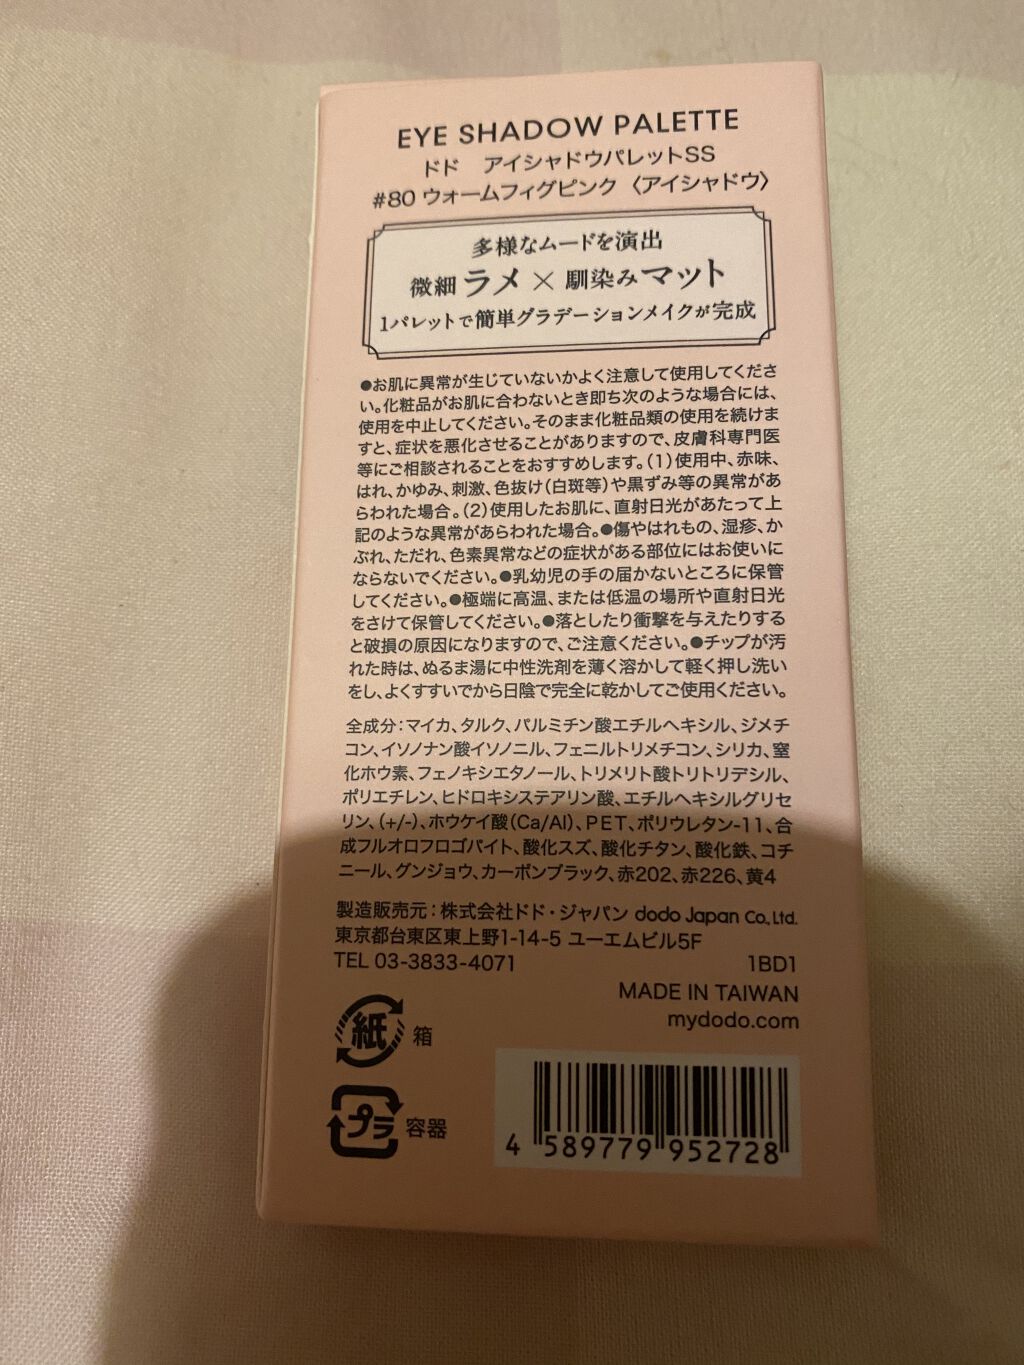 EYE SHADOW PALETTE
ドド アイシャドウパレットSS
#80 ウォームフィグピンク〈アイシャドウ〉
多様なムードを演出
微細ラメ×馴染みマット
1パレットで簡単グラデーションメイクが完成
●お肌に異常が生じていないかよく注意して使用してくださ
い。化粧品がお肌に合わないとき即ち次のような場合には、
使用を中止してください。そのまま化粧品類の使用を続けま
すと、症状を悪化させることがありますので、皮膚科専門医
等にご相談されることをおすすめします。(1)使用中、赤味、
はれ、かゆみ、刺激、色抜け(白斑等)や黒ずみ等の異常があ
らわれた場合。(2)使用したお肌に、直射日光があたって上
記のような異常があらわれた場合。●傷やはれもの、湿疹、か
ぶれ、ただれ、色素異常などの症状がある部位にはお使いに
ならないでください。●乳幼児の手の届かないところに保管
してください。●極端に高温、または低温の場所や直射日光
をさけて保管してください。●落としたり衝撃を与えたりする
と破損の原因になりますので、ご注意ください。●チップが汚
れた時は、ぬるま湯に中性洗剤を薄く溶かして軽く押し洗い
をし、よくすすいでから日陰で完全に乾かしてご使用ください。
全成分:マイカ、タルク、パルミチン酸エチルヘキシル、ジメチ
コン、イソノナン酸イソノニル、フェニルトリメチコン、シリカ、窒
化ホウ素、フェノキシエタノール、トリメリト酸トリトリデシル、
ポリエチレン、ヒドロキシステアリン酸、エチルヘキシルグリセ
リン、(+/-)、ホウケイ酸(Ca/Al)、PET、ポリウレタン-11、合
成フルオロフロゴパイト、酸化スズ、酸化チタン、酸化鉄、コチ
ニール、グンジョウ、カーボンブラック、赤202、赤226、黄4
製造販売元:株式会社ドド・ジャパン dodo Japan Co., Ltd.
東京都台東区東上野1-14-5 ユーエムビル5F
TEL 03-3833-4071
1BD1
MADE IN TAIWAN
mydodo.com
紙 箱
プラ 容器
4 589779 952728